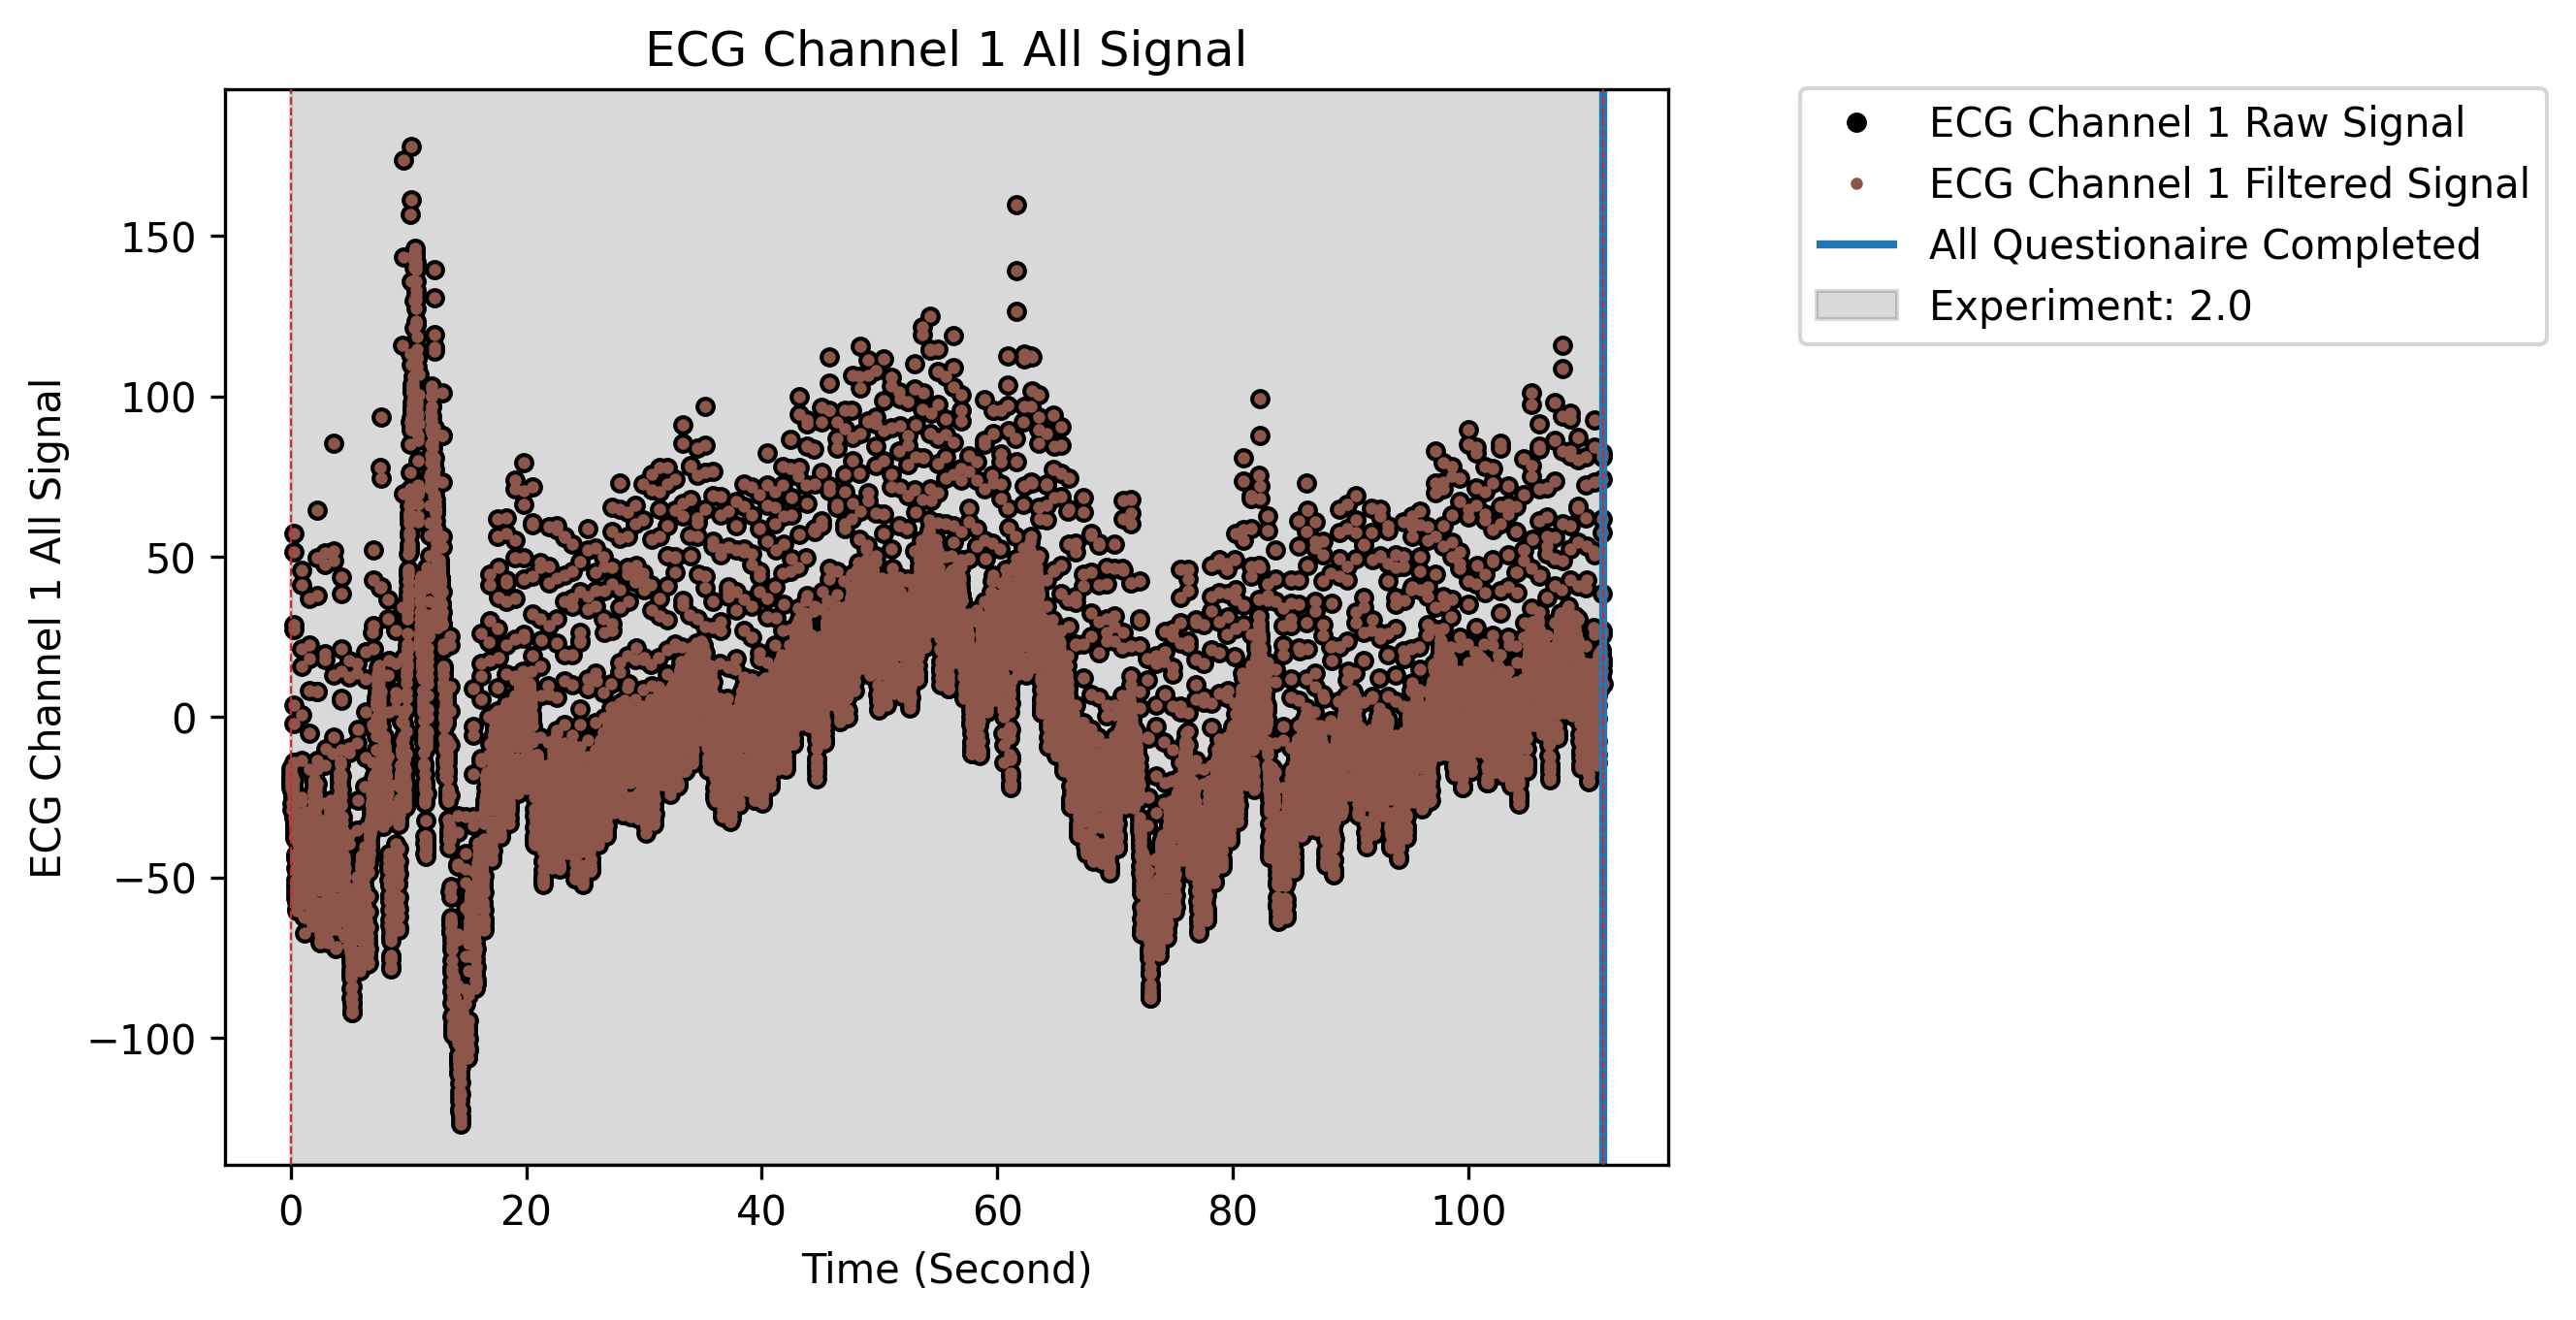 ECG Channel 1 All Signal
ECG Channel 1 Raw Signal
ECG Channel 1 Filtered Signal
All Questionaire Completed
Experiment: 2.0
ECG Channel 1 All Signal
150
100
50
0
−50
−100
0 20 40 60 80 100
Time (Second)